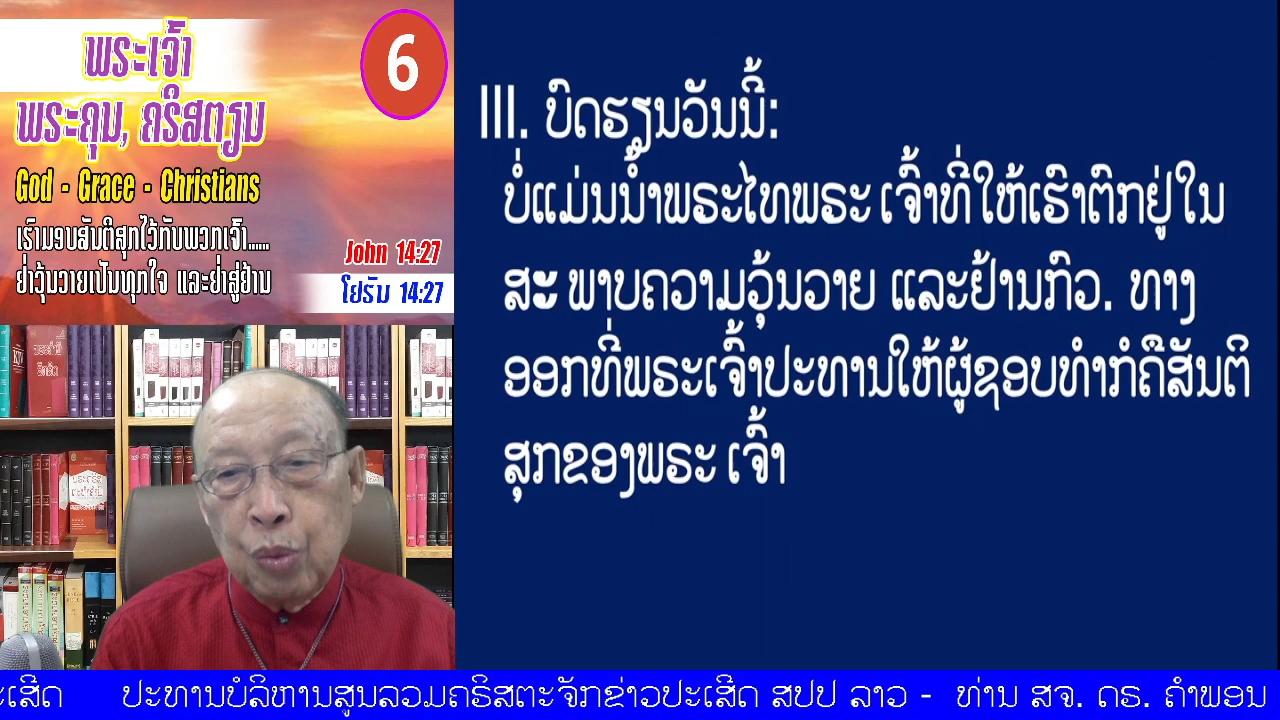 ພຣະເຈົ້າ
ພຣະຄຸນ, ຄຣິສຕຽນ
God - Grace - Christians
ເຮົາມອບສັນຕິສຸກໄວ້ກັບພວກເຈົ້າ......
ຢ່າວຸ້ນວາຍເປັນທຸກໃຈ ແລະຢ່າສູ່ຢ້ານ
John 14:27
ໂຢຮັນ 14:27
6
III. ບົດຮຽນວັນນີ້:
ບໍ່ແມ່ນນ້ຳພຣະໄທພຣະ ເຈົ້າທີ່ໃຫ້ເຮົາຕົກຢູ່ໃນ
ສະ ພາບຄວາມວຸ້ນວາຍ ແລະຢ້ານກົວ. ທາງ
ອອກທີ່ພຣະເຈົ້າປະທານໃຫ້ຜູ້ຊອບທຳກໍຄືສັນຕິ
ສຸກຂອງພຣະ ເຈົ້າ
ະເສີດ ປະທານບໍລິຫານສູນລວມຄຣິສຕະຈັກຂ່າວປະເສີດ ສປປ ລາວ - ທ່ານ ສຈ. ດຣ. ຄຳພອນ